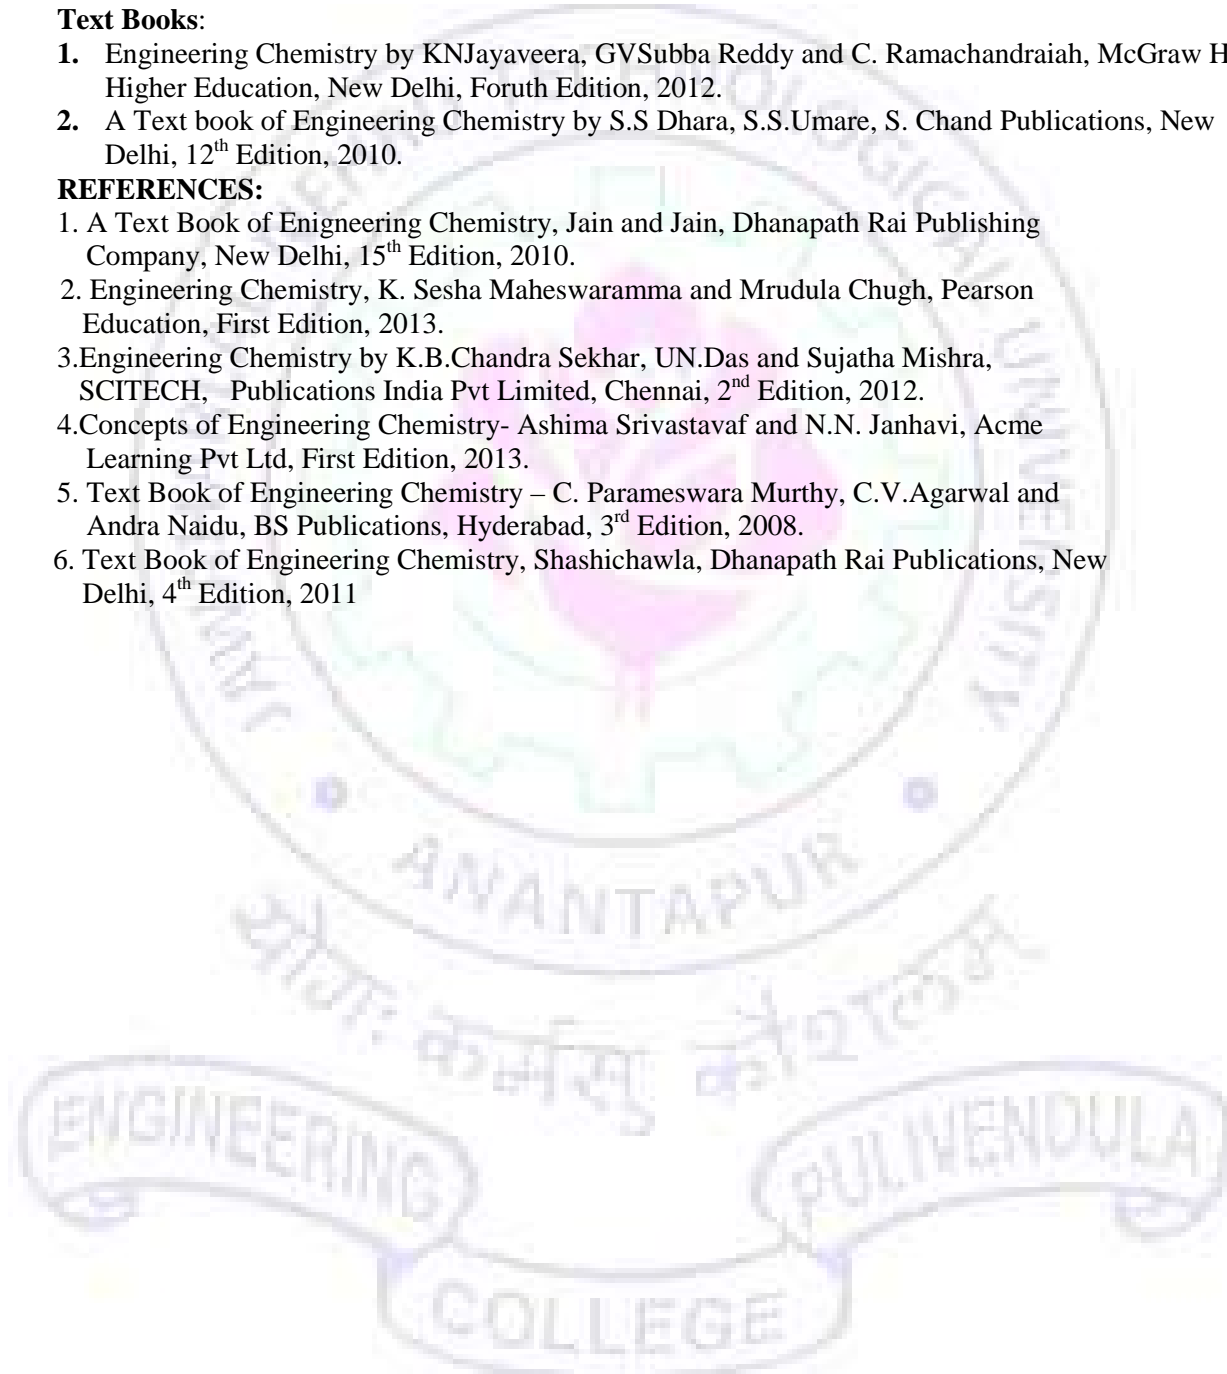 Text Books:
1. Engineering Chemistry by KNJayaveera, GVSubba Reddy and C. Ramachandraiah, McGraw H
Higher Education, New Delhi, Foruth Edition, 2012.
2. A Text book of Engineering Chemistry by S.S Dhara, S.S.Umare, S. Chand Publications, New
Delhi, 12th Edition, 2010.
REFERENCES:
1. A Text Book of Enigneering Chemistry, Jain and Jain, Dhanapath Rai Publishing
Company, New Delhi, 15th Edition, 2010.
2. Engineering Chemistry, K. Sesha Maheswaramma and Mrudula Chugh, Pearson
Education, First Edition, 2013.
3.Engineering Chemistry by K.B.Chandra Sekhar, UN.Das and Sujatha Mishra,
SCITECH, Publications India Pvt Limited, Chennai, 2nd Edition, 2012.
4.Concepts of Engineering Chemistry- Ashima Srivastavaf and N.N. Janhavi, Acme
Learning Pvt Ltd, First Edition, 2013.
5. Text Book of Engineering Chemistry – C. Parameswara Murthy, C.V.Agarwal and
Andra Naidu, BS Publications, Hyderabad, 3rd Edition, 2008.
6. Text Book of Engineering Chemistry, Shashichawla, Dhanapath Rai Publications, New
Delhi, 4th Edition, 2011
TECHNOLOGICAL UNIVERSITY
ANANTAPUR
योगः कर्मसु कौशलम्
ENGINEERING
COLLEGE
PULIVENDULA